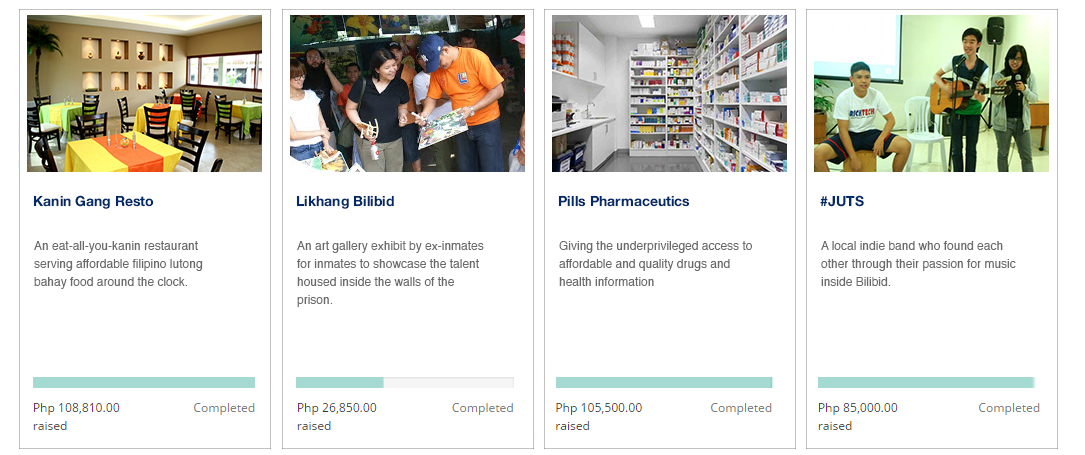 Kanin Gang Resto
An eat-all-you-kanin restaurant
serving affordable filipino lutong
bahay food around the clock.
Php 108,810.00
raised
Completed
Likhang Bilibid
An art gallery exhibit by ex-inmates
for inmates to showcase the talent
housed inside the walls of the
prison.
Php 26,850.00
raised
Completed
Pills Pharmaceutics
Giving the underprivileged access to
affordable and quality drugs and
health information
Php 105,500.00
raised
Completed
#JUTS
A local indie band who found each
other through their passion for music
inside Bilibid.
Php 85,000.00
raised
Completed